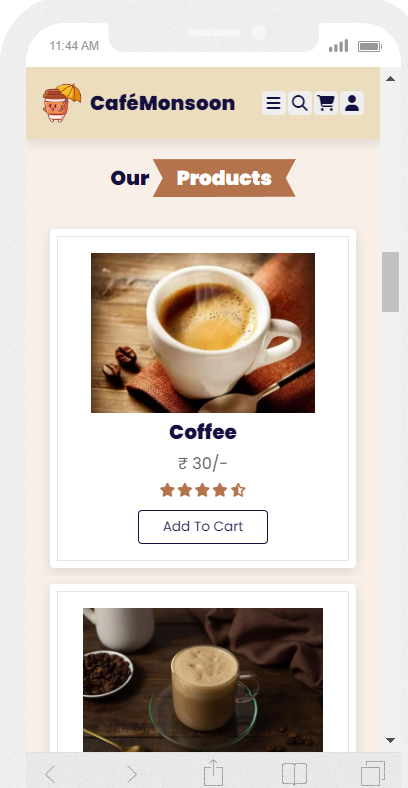 11:44 AM
CaféMonsoon
Our Products
Coffee
₹ 30/-
Add To Cart